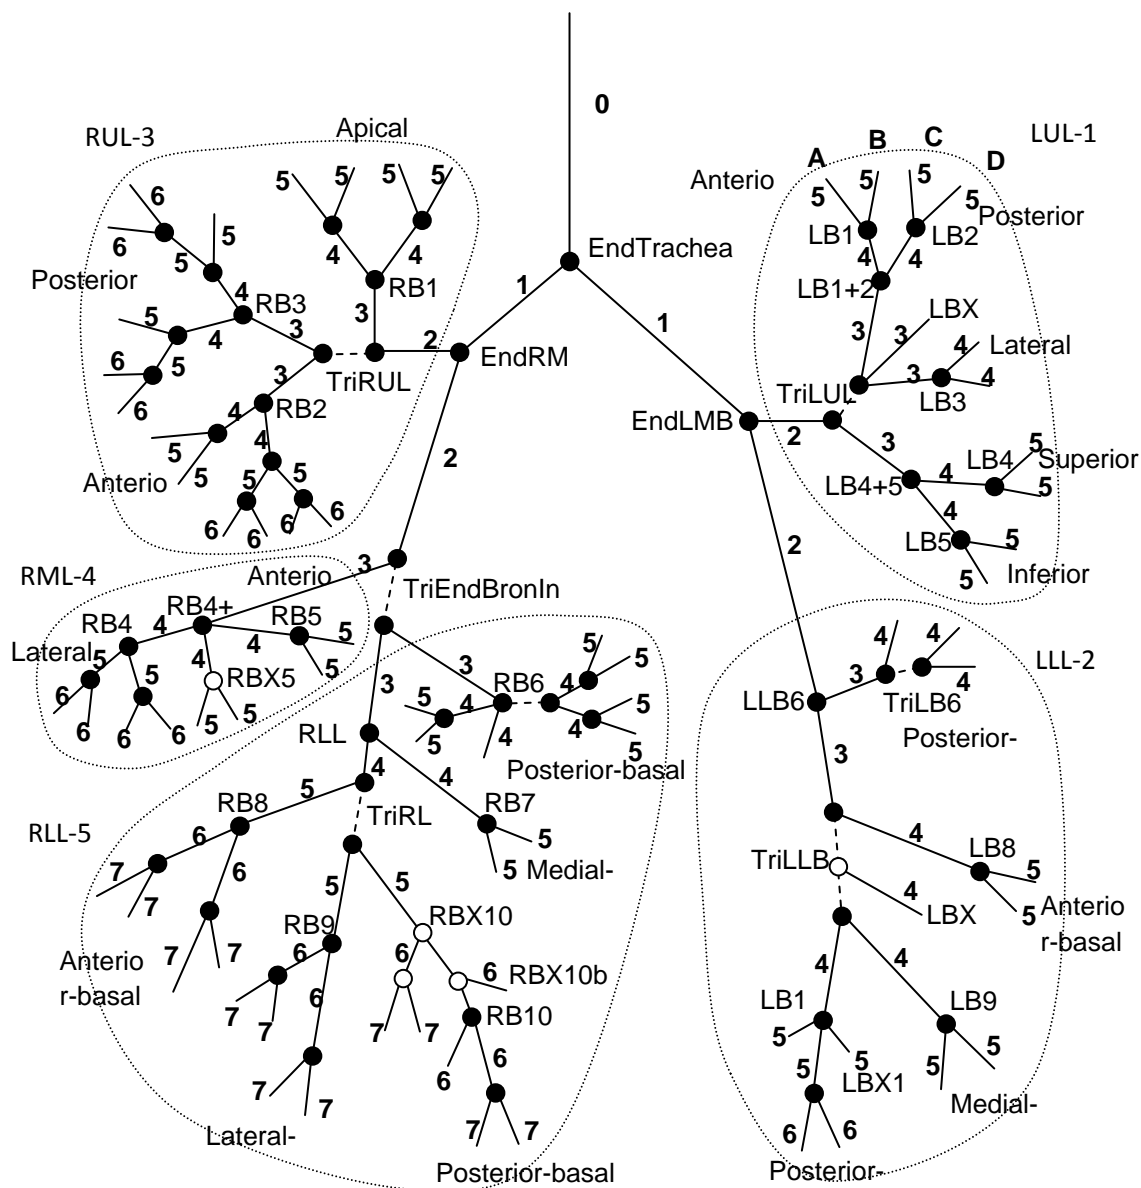 0
RUL-3
Apical
LUL-1
A
B
C
D
Anterio
5
5
5
5
Posterior
LB1
LB2
4
4
LB1+2
EndTrachea
5
5
5
5
6
6
5
5
4
4
4
4
RB1
Posterior
RB3
1
1
LBX
3
3
3
3
2
EndRM
5
4
5
6
6
TriRUL
3
RB2
4
4
Lateral
3
4
LB3
TriLUL
EndLMB
2
3
5
5
Anterio
5
5
6
6
6
6
2
LB4
5
Superior
4
5
LB4+5
4
LB5
5
5
Inferior
2
RML-4
Anterio
3
TriEndBronIn
RB4+
RB4
4
RB5
4
5
Lateral
5
5
4
RBX5
5
6
6
6
6
5
5
5
5
3
RB6
4
5
5
4
4
5
4
5
Posterior-basal
3
RLL
4
4
RB7
5
5
Medial-
4
4
LLL-2
3
4
LLB6
TriLB6
Posterior-
3
RLL-5
RB8
5
TriRL
6
6
7
7
7
7
Anterio
r-basal
5
5
RB9
RBX10
6
6
6
6
RBX10b
RB10
7
7
7
7
6
6
7
7
7
7
Lateral-
Posterior-basal
4
TriLLB
LB8
4
5
LBX
5
Anterio
r-basal
4
4
LB1
LB9
5
5
5
LBX1
5
5
Medial-
6
6
Posterior-